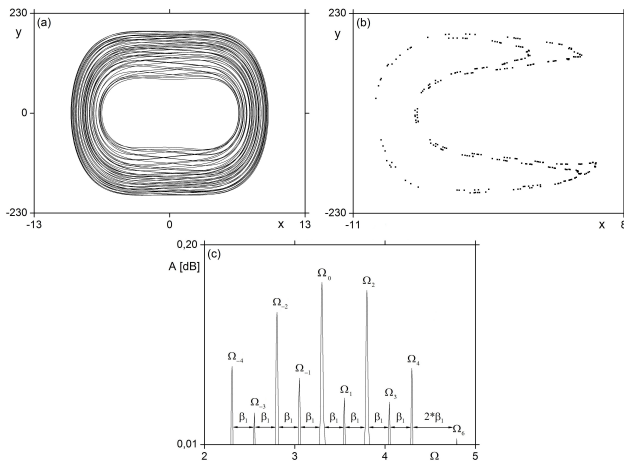 230
y
(a)
0
-230
-13
0
x
13
230
y
(b)
-230
-11
x
8
0,20
A [dB]
(c)
Ω₀
Ω₂
Ω₋₂
Ω₋₄
Ω₋₁
Ω₄
Ω₋₃
Ω₁
Ω₃
β₁ β₁ β₁ β₁ β₁ β₁ β₁ β₁ 2*β₁
Ω₆
0,01
2
3
4
Ω
5